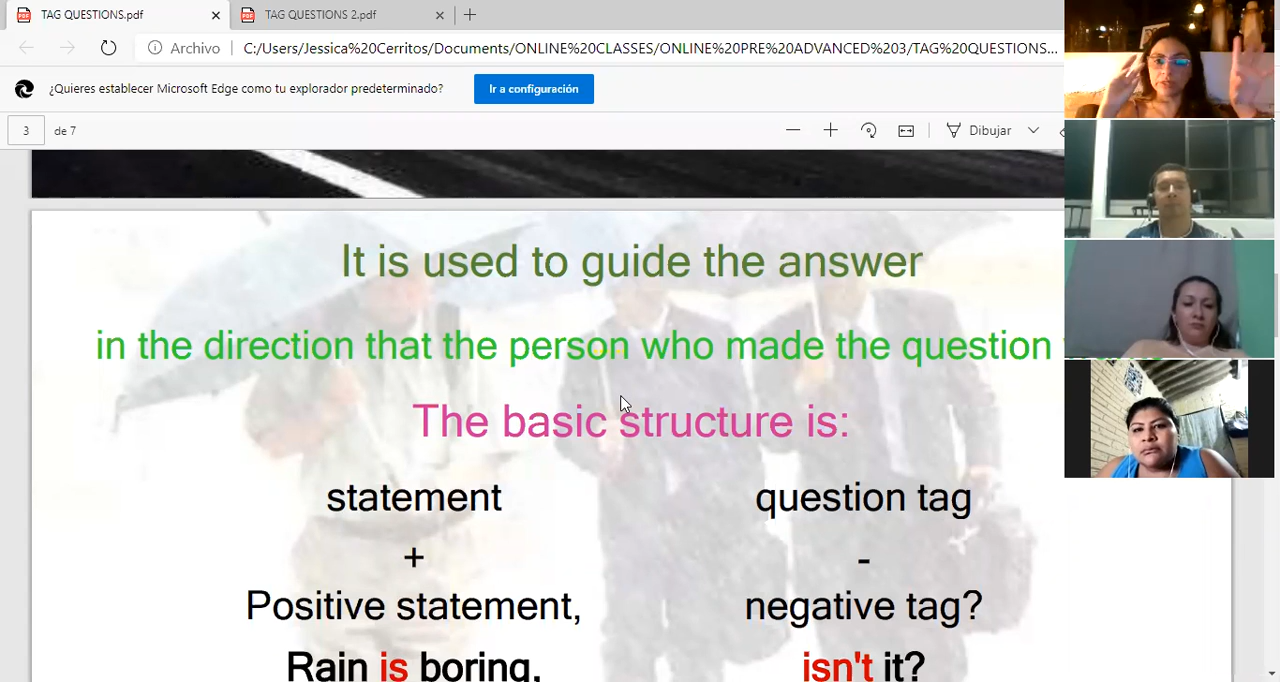 TAG QUESTIONS.pdf
TAG QUESTIONS 2.pdf
Archivo
C:/Users/Jessica%20Cerritos/Documents/ONLINE%20CLASSES/ONLINE%20PRE%20ADVANCED%203/TAG%20QUESTIONS...
¿Quieres establecer Microsoft Edge como tu explorador predeterminado?
Ir a configuración
3 de 7
Dibujar
It is used to guide the answer
in the direction that the person who made the question
The basic structure is:
statement question tag
+ -
Positive statement, negative tag?
Rain is boring, isn't it?